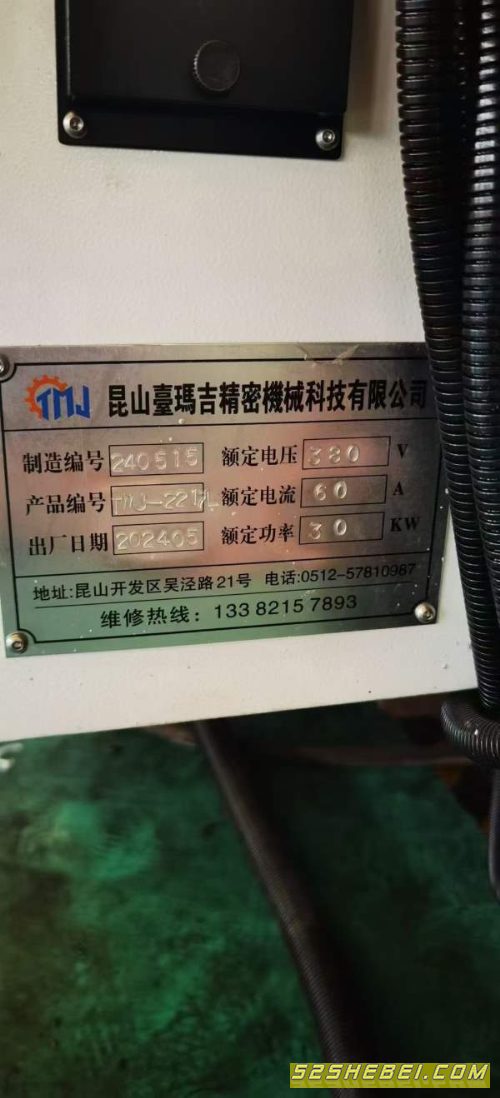 TMJ 昆山臺瑪吉精密機械科技有限公司
制造编号 240515 额定电压 380 V
产品编号 TMJ-221 额定电流 60 A
出厂日期 202405 额定功率 30 KW
地址:昆山开发区吴泾路21号 电话:0512-57810987
维修热线: 13382157893
52SHEBEI.COM